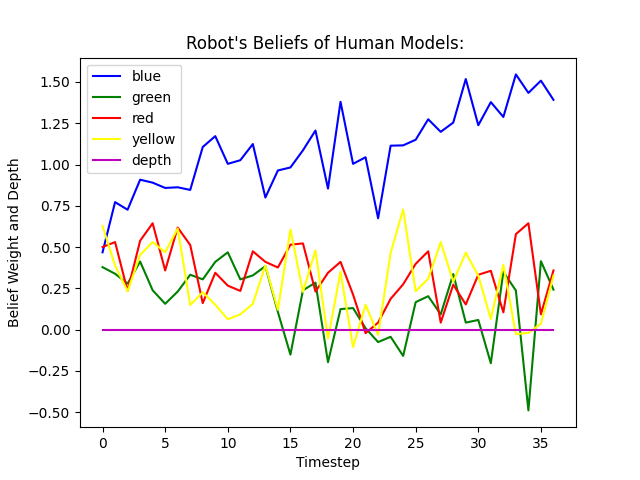 Robot's Beliefs of Human Models:
blue
green
red
yellow
depth
1.50
1.25
1.00
0.75
0.50
0.25
0.00
−0.25
−0.50
Belief Weight and Depth
0 5 10 15 20 25 30 35
Timestep